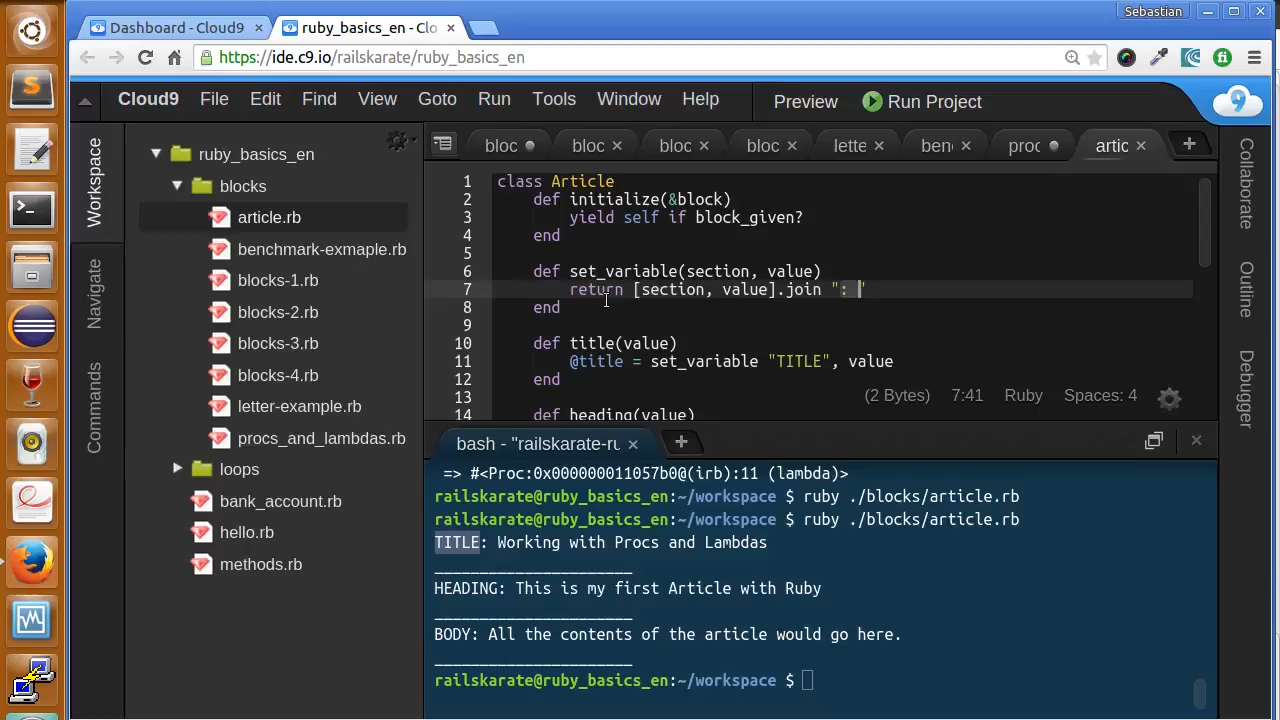 Sebastian
Dashboard - Cloud9
ruby_basics_en - Clo
https://ide.c9.io/railskarate/ruby_basics_en
Cloud9 File Edit Find View Goto Run Tools Window Help Preview Run Project
Workspace
Navigate
Commands
ruby_basics_en
blocks
article.rb
benchmark-exmaple.rb
blocks-1.rb
blocks-2.rb
blocks-3.rb
blocks-4.rb
letter-example.rb
procs_and_lambdas.rb
loops
bank_account.rb
hello.rb
methods.rb
bloc bloc bloc bloc lette ben proc artic
1 class Article
2 def initialize(&block)
3 yield self if block_given?
4 end
5
6 def set_variable(section, value)
7 return [section, value].join ": "
8 end
9
10 def title(value)
11 @title = set_variable "TITLE", value
12 end
13
14 def heading(value)
(2 Bytes) 7:41 Ruby Spaces: 4
Collaborate
Outline
Debugger
bash - "railskarate-ru
=> #<Proc:0x000000011057b0@(irb):11 (lambda)>
railskarate@ruby_basics_en:~/workspace $ ruby ./blocks/article.rb
railskarate@ruby_basics_en:~/workspace $ ruby ./blocks/article.rb
TITLE: Working with Procs and Lambdas
______________________
HEADING: This is my first Article with Ruby
______________________
BODY: All the contents of the article would go here.
______________________
railskarate@ruby_basics_en:~/workspace $